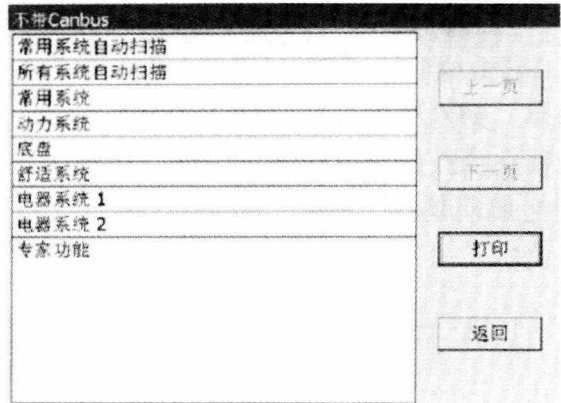 不带Canbus
常用系统自动扫描
所有系统自动扫描
常用系统
动力系统
底盘
舒适系统
电器系统 1
电器系统 2
专家功能
上一页
下一页
打印
返回